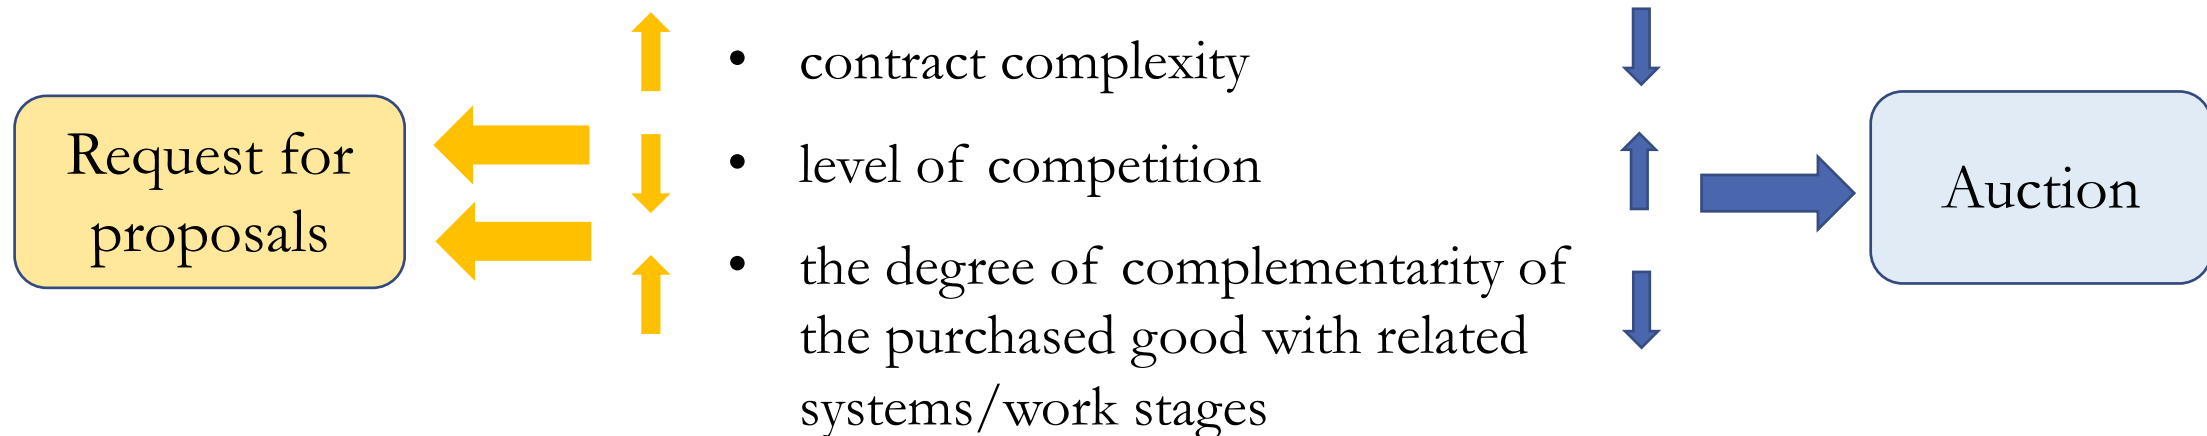 Request for
proposals
• contract complexity
• level of competition
• the degree of complementarity of
the purchased good with related
systems/work stages
Auction